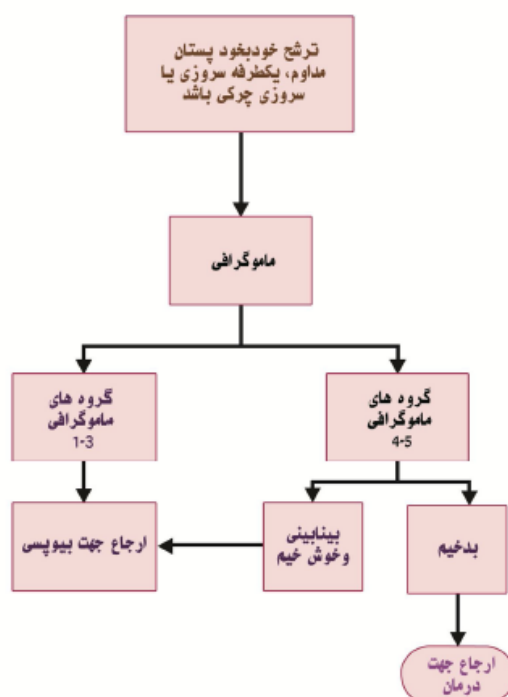 ترشح خودبخود پستان
مداوم، یکطرفه سروزی یا
سروزی چرکی باشد
ماموگرافی
گروه های
ماموگرافی
1-3
گروه های
ماموگرافی
4-5
ارجاع جهت بیوپسی
بینابینی
وخوش خیم
بدخیم
ارجاع جهت
درمان